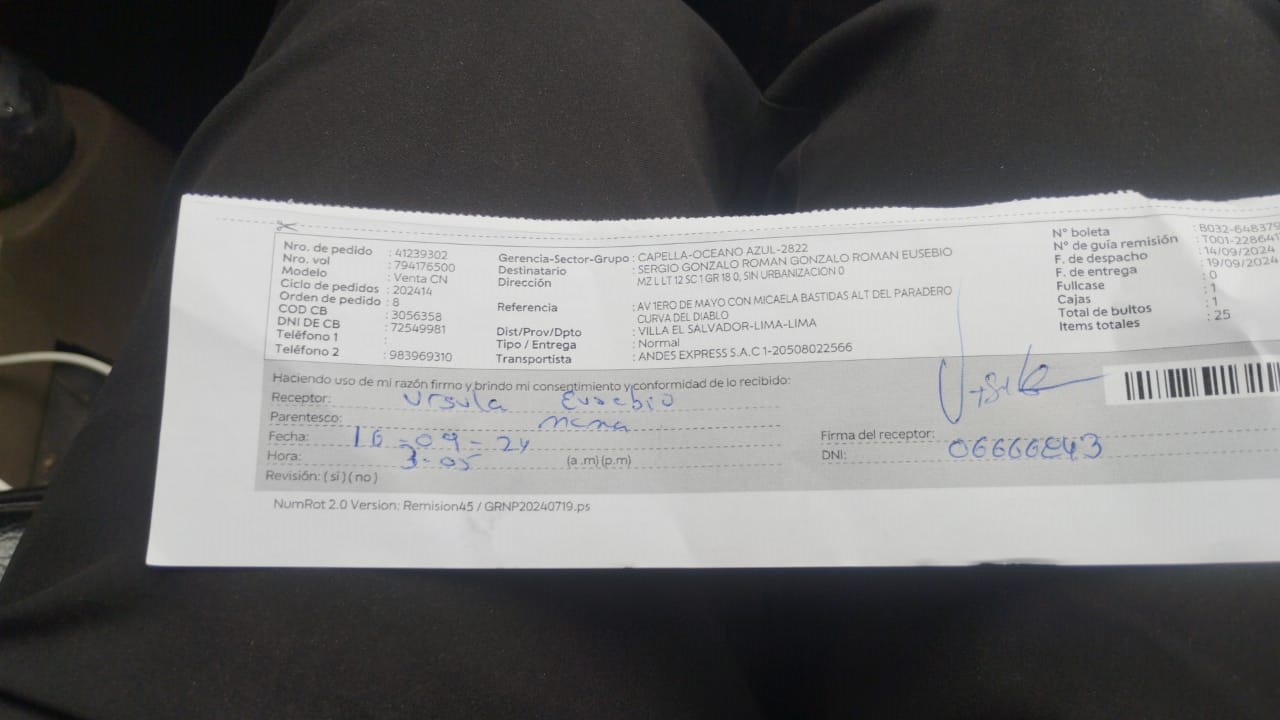 Nro. de pedido : 41239302
Nro. vol : 794176500
Modelo : Venta CN
Ciclo de pedidos : 202414
Orden de pedido : 8
COD CB : 3056358
DNI DE CB : 72549981
Teléfono 1 :
Teléfono 2 : 983969310
Gerencia-Sector-Grupo : CAPELLA-OCEANO AZUL-2822
Destinatario : SERGIO GONZALO ROMAN GONZALO ROMAN EUSEBIO
Dirección : MZ L LT 12 SC 1 GR 18 0, SIN URBANIZACION 0
Referencia : AV 1ERO DE MAYO CON MICAELA BASTIDAS ALT DEL PARADERO
CURVA DEL DIABLO
Dist/Prov/Dpto : VILLA EL SALVADOR-LIMA-LIMA
Tipo / Entrega : Normal
Transportista : ANDES EXPRESS S.A.C 1-20508022566
N° boleta : B032-648379
N° de guía remisión : T001-228641
F. de despacho : 14/09/2024
F. de entrega : 19/09/2024
Fullcase : 0
Cajas : 1
Total de bultos : 1
Items totales : 25
Haciendo uso de mi razón firmo y brindo mi consentimiento y conformidad de lo recibido:
Receptor: Ursula Eusebio
Parentesco: mama
Fecha: 16-09-24
Hora: 3-05 (a.m) (p.m)
Revisión: ( si ) ( no )
Firma del receptor:
DNI:
NumRot 2.0 Version: Remision45 / GRNP20240719.ps